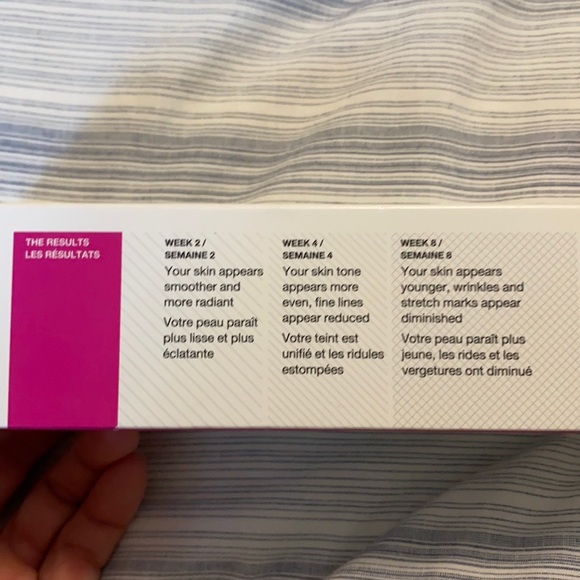 THE RESULTS
LES RÉSULTATS
WEEK 2 /
SEMAINE 2
Your skin appears
smoother and
more radiant
Votre peau paraît
plus lisse et plus
éclatante
WEEK 4 /
SEMAINE 4
Your skin tone
appears more
even, fine lines
appear reduced
Votre teint est
unifié et les ridules
estompées
WEEK 8 /
SEMAINE 8
Your skin appears
younger, wrinkles and
stretch marks appear
diminished
Votre peau paraît plus
jeune, les rides et les
vergetures ont diminué